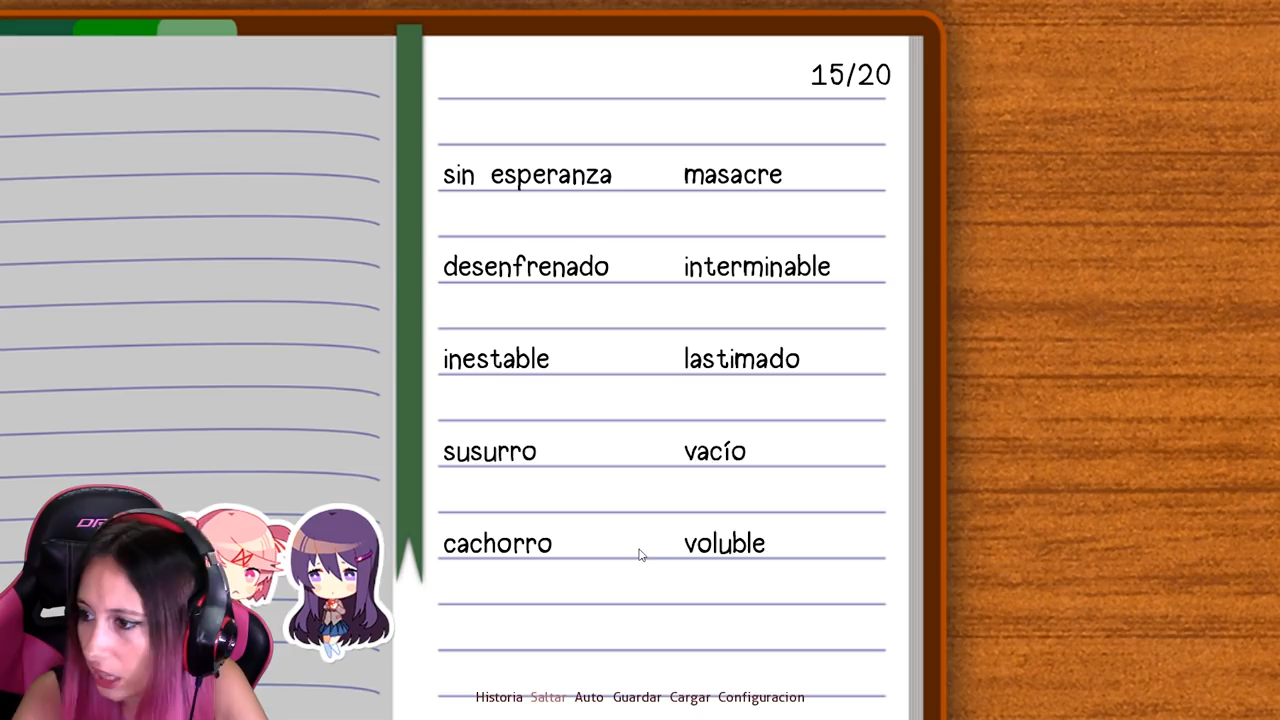 15/20
sin esperanza masacre
desenfrenado interminable
inestable lastimado
susurro vacío
cachorro voluble
Historia Saltar Auto Guardar Cargar Configuracion